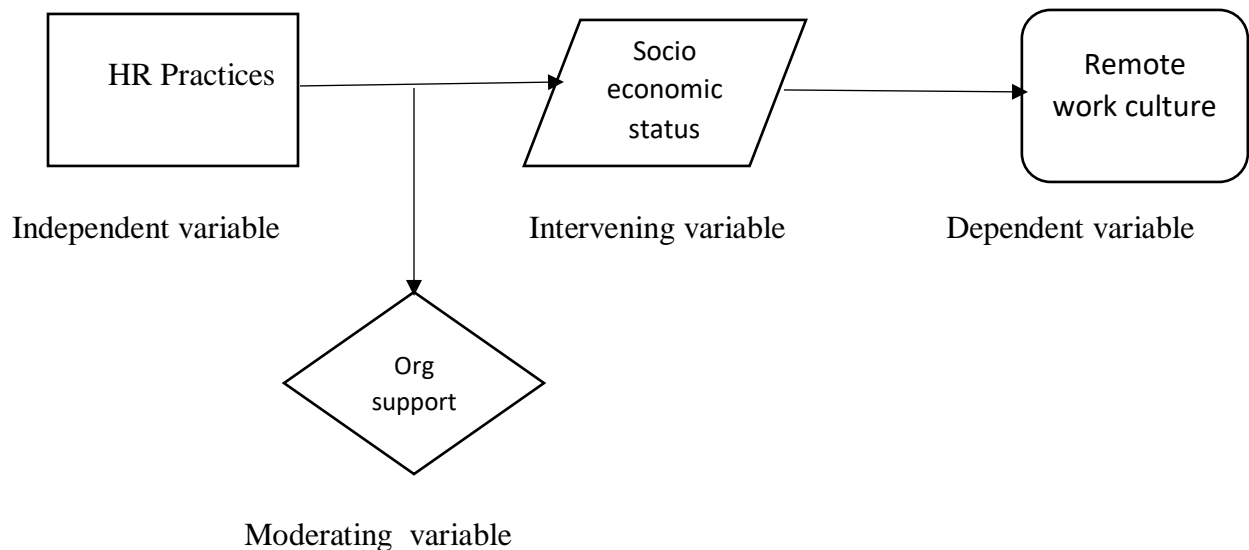 HR Practices
Socio
economic
status
Remote
work culture
Independent variable
Intervening variable
Dependent variable
Org
support
Moderating variable